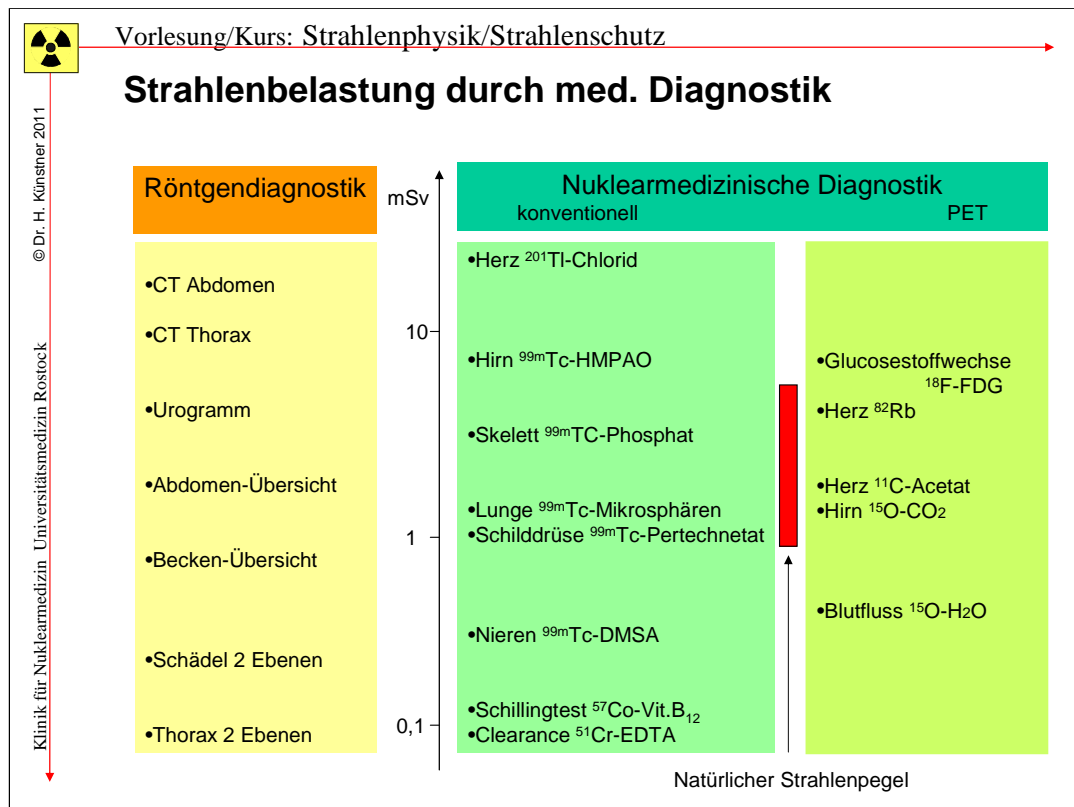 Vorlesung/Kurs: Strahlenphysik/Strahlenschutz
Strahlenbelastung durch med. Diagnostik
© Dr. H. Künstner 2011
Klinik für Nuklearmedizin Universitätsmedizin Rostock
Röntgendiagnostik
•CT Abdomen
•CT Thorax
•Urogramm
•Abdomen-Übersicht
•Becken-Übersicht
•Schädel 2 Ebenen
•Thorax 2 Ebenen
mSv
10
1
0,1
Nuklearmedizinische Diagnostik
konventionell PET
•Herz ²⁰¹Tl-Chlorid
•Hirn ⁹⁹ᵐTc-HMPAO
•Skelett ⁹⁹ᵐTC-Phosphat
•Lunge ⁹⁹ᵐTc-Mikrosphären
•Schilddrüse ⁹⁹ᵐTc-Pertechnetat
•Nieren ⁹⁹ᵐTc-DMSA
•Schillingtest ⁵⁷Co-Vit.B₁₂
•Clearance ⁵¹Cr-EDTA
•Glucosestoffwechse
¹⁸F-FDG
•Herz ⁸²Rb
•Herz ¹¹C-Acetat
•Hirn ¹⁵O-CO₂
•Blutfluss ¹⁵O-H₂O
Natürlicher Strahlenpegel